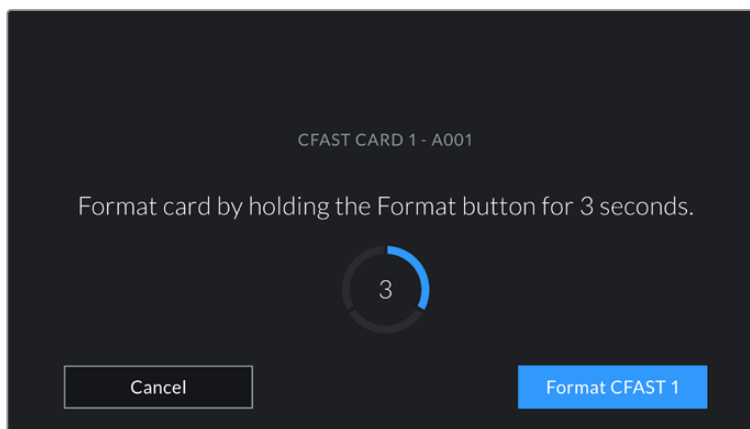 CFAST CARD 1 - A001
Format card by holding the Format button for 3 seconds.
3
Cancel
Format CFAST 1